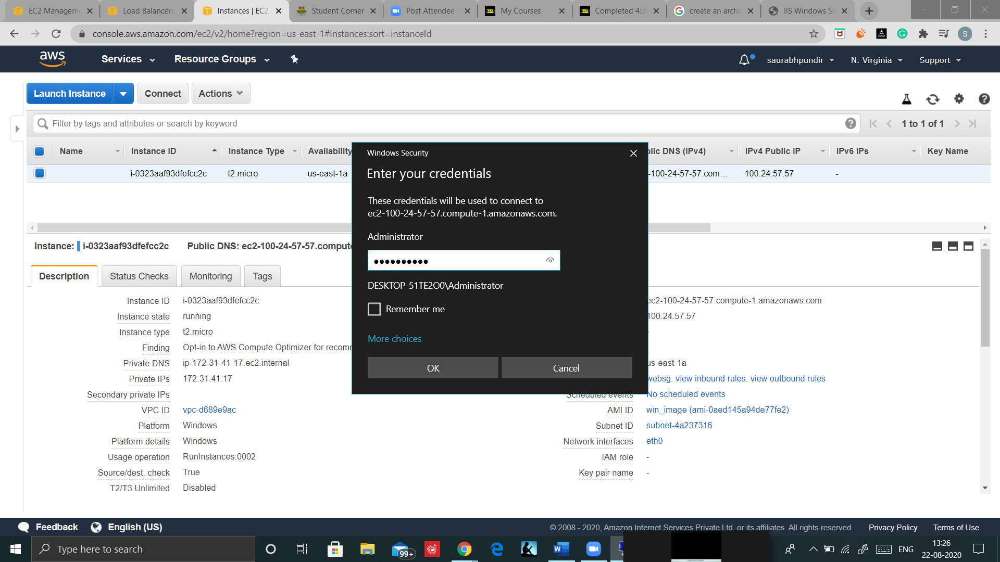 EC2 Manageme
Load Balancers
Instances | EC2
Student Corner
Post Attendee
My Courses
Completed 4:30
create an archit
IIS Windows Se
console.aws.amazon.com/ec2/v2/home?region=us-east-1#Instances:sort=instanceId
S
aws
Services
Resource Groups
saurabhpundir
N. Virginia
Support
Launch Instance
Connect
Actions
Filter by tags and attributes or search by keyword
1 to 1 of 1
Name
Instance ID
Instance Type
Availability
blic DNS (IPv4)
IPv4 Public IP
IPv6 IPs
Key Name
i-0323aaf93dfefcc2c
t2.micro
us-east-1a
-100-24-57-57.com...
100.24.57.57
-
Windows Security
Enter your credentials
These credentials will be used to connect to
ec2-100-24-57-57.compute-1.amazonaws.com.
Administrator
••••••••••
DESKTOP-51TE2O0\Administrator
Remember me
More choices
OK
Cancel
Instance: i-0323aaf93dfefcc2c
Public DNS: ec2-100-24-57-57.compute
Description
Status Checks
Monitoring
Tags
Instance ID
i-0323aaf93dfefcc2c
ec2-100-24-57-57.compute-1.amazonaws.com
Instance state
running
100.24.57.57
Instance type
t2.micro
-
Finding
Opt-in to AWS Compute Optimizer for recomm
Private DNS
ip-172-31-41-17.ec2.internal
us-east-1a
Private IPs
172.31.41.17
websg. view inbound rules. view outbound rules
Secondary private IPs
Scheduled events
No scheduled events
VPC ID
vpc-d689e9ac
AMI ID
win_image (ami-0aed145a94de77fe2)
Platform
Windows
Subnet ID
subnet-4a237316
Platform details
Windows
Network interfaces
eth0
Usage operation
RunInstances:0002
IAM role
-
Source/dest. check
True
Key pair name
-
T2/T3 Unlimited
Disabled
Feedback
English (US)
© 2008 - 2020, Amazon Internet Services Private Ltd. or its affiliates. All rights reserved.
Privacy Policy
Terms of Use
Type here to search
99+
ENG
13:26
22-08-2020